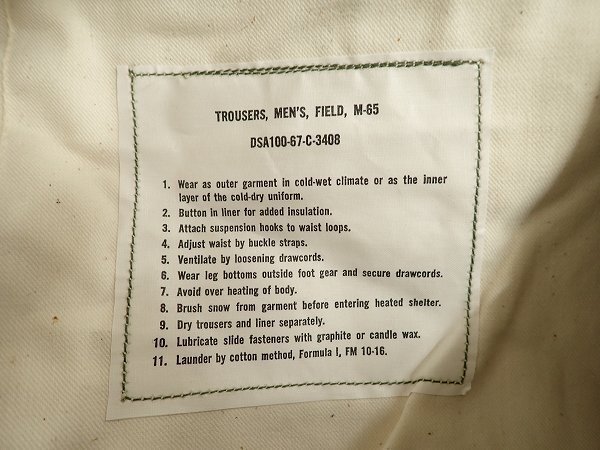 TROUSERS, MEN'S, FIELD, M-65
DSA100-67-C-3408
1. Wear as outer garment in cold-wet climate or as the inner
layer of the cold-dry uniform.
2. Button in liner for added insulation.
3. Attach suspension hooks to waist loops.
4. Adjust waist by buckle straps.
5. Ventilate by loosening drawcords.
6. Wear leg bottoms outside foot gear and secure drawcords.
7. Avoid over heating of body.
8. Brush snow from garment before entering heated shelter.
9. Dry trousers and liner separately.
10. Lubricate slide fasteners with graphite or candle wax.
11. Launder by cotton method, Formula I, FM 10-16.